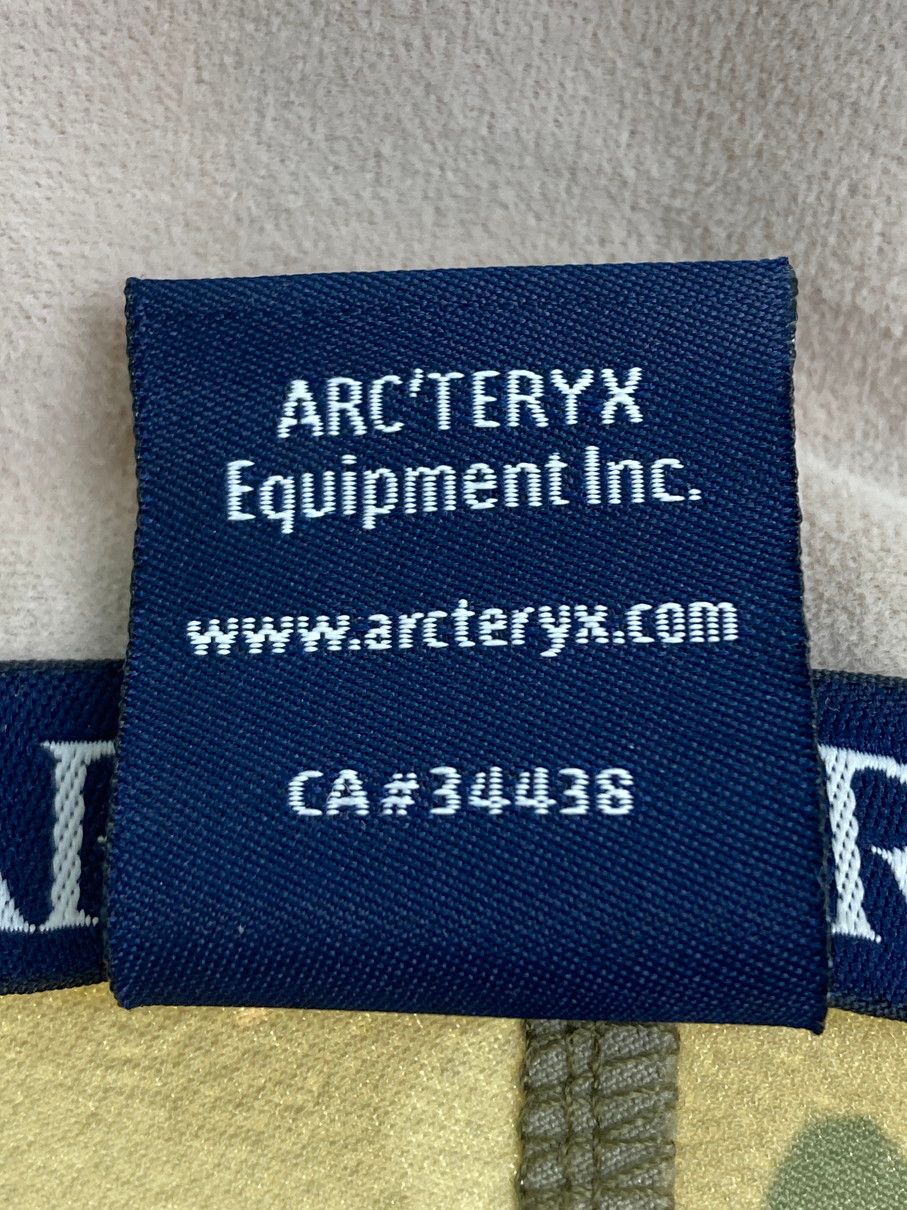 ARC'TERYX
Equipment Inc.
www.arcteryx.com
CA#34438